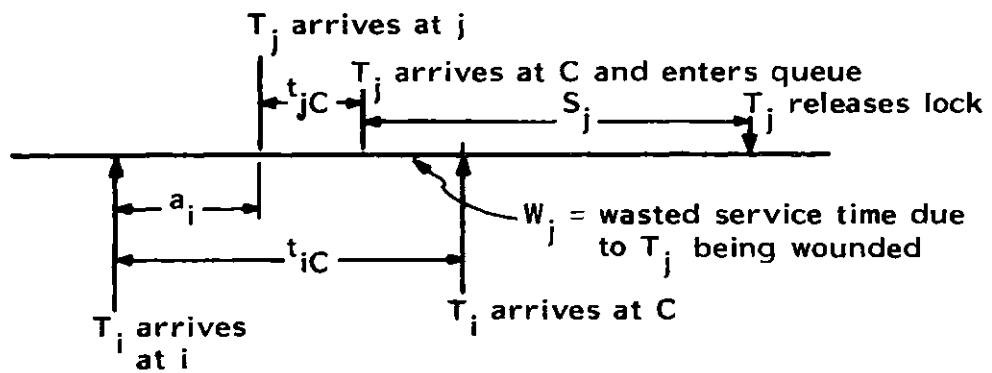 T_j arrives at j
T_j arrives at C and enters queue
t_jC
S_j
T_j releases lock
a_i
W_j = wasted service time due
to T_j being wounded
t_iC
T_i arrives
at i
T_i arrives at C